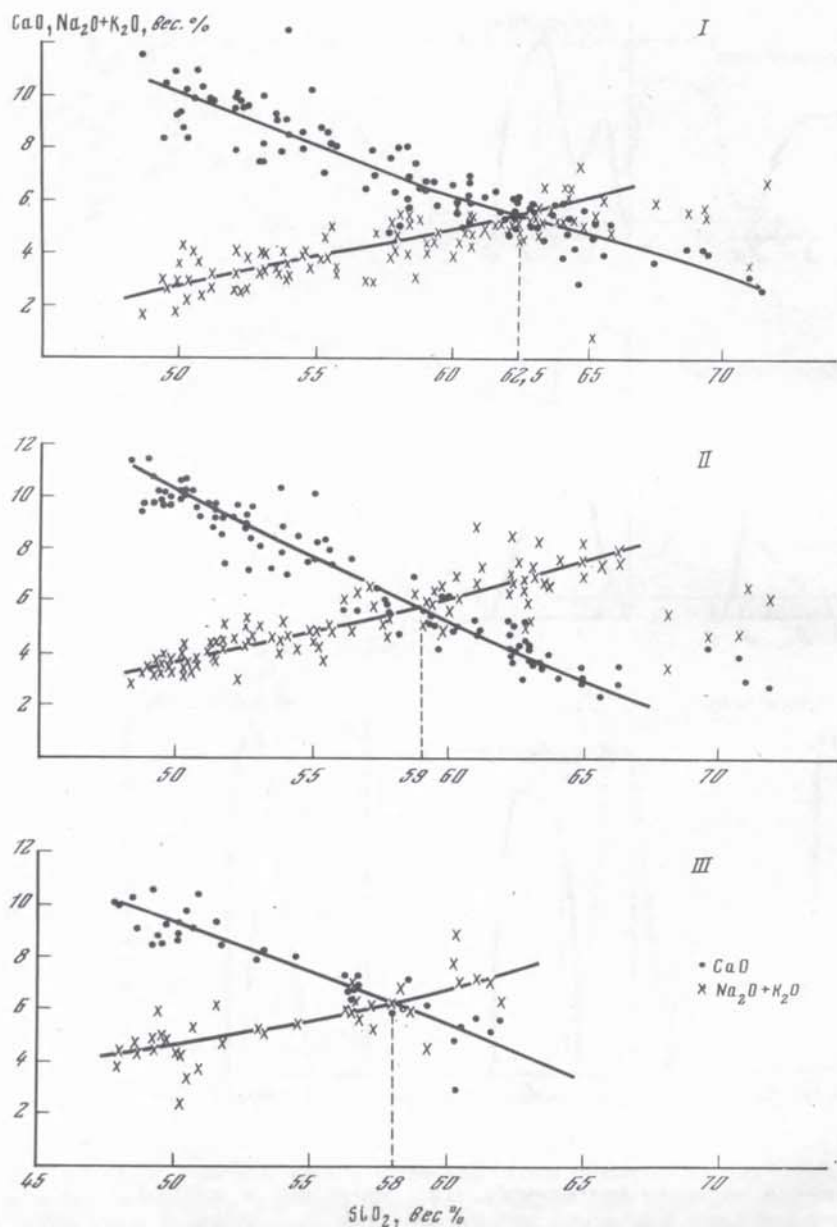 CaO, Na₂O+K₂O, вес. %
I
10
8
6
4
2
50 55 60 62,5 65 70
II
12
10
8
6
4
2
50 55 59 60 65 70
III
12
10
8
6
4
2
• CaO
× Na₂O+K₂O
45 50 55 58 60 65 70
SiO₂, вес %